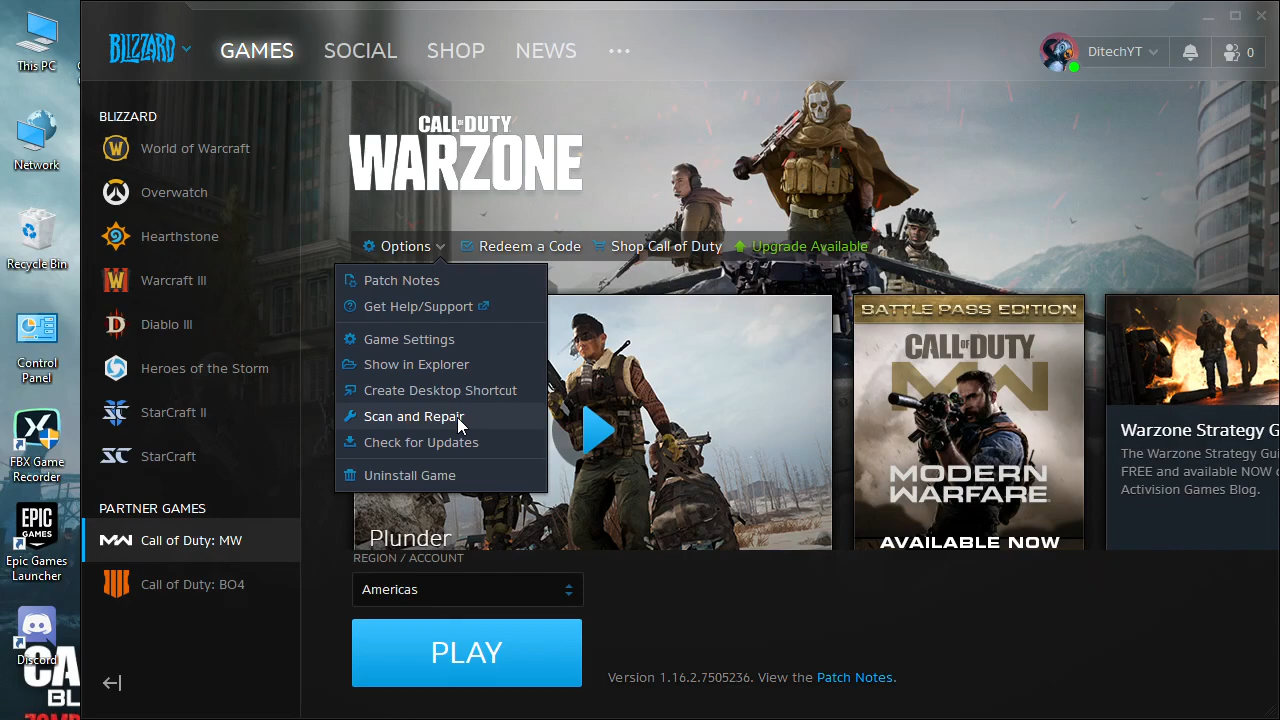 This PC
Network
Recycle Bin
Control
Panel
FBX Game
Recorder
EPIC
GAMES
Epic Games
Launcher
Discord
CA
BL
BLIZZARD
GAMES
SOCIAL
SHOP
NEWS
DitechYT
0
BLIZZARD
World of Warcraft
Overwatch
Hearthstone
Warcraft III
Diablo III
Heroes of the Storm
StarCraft II
StarCraft
PARTNER GAMES
Call of Duty: MW
Call of Duty: BO4
CALL OF DUTY
WARZONE
Options
Redeem a Code
Shop Call of Duty
Upgrade Available
Patch Notes
Get Help/Support
Game Settings
Show in Explorer
Create Desktop Shortcut
Scan and Repair
Check for Updates
Uninstall Game
Plunder
BATTLE PASS EDITION
CALL OF DUTY
MW
MODERN
WARFARE
AVAILABLE NOW
Warzone Strategy G
The Warzone Strategy Gui
FREE and available NOW
Activision Games Blog.
REGION / ACCOUNT
Americas
PLAY
Version 1.16.2.7505236. View the Patch Notes.